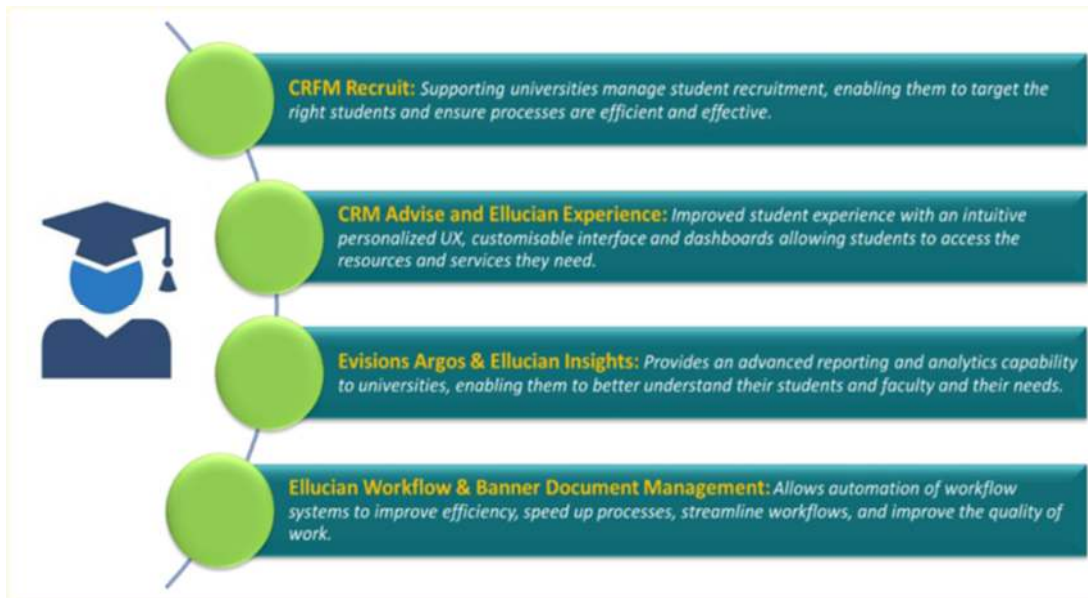 CRFM Recruit: Supporting universities manage student recruitment, enabling them to target the
right students and ensure processes are efficient and effective.
CRM Advise and Ellucian Experience: Improved student experience with an intuitive
personalized UX, customisable interface and dashboards allowing students to access the
resources and services they need.
Evisions Argos & Ellucian Insights: Provides an advanced reporting and analytics capability
to universities, enabling them to better understand their students and faculty and their needs.
Ellucian Workflow & Banner Document Management: Allows automation of workflow
systems to improve efficiency, speed up processes, streamline workflows, and improve the quality of
work.